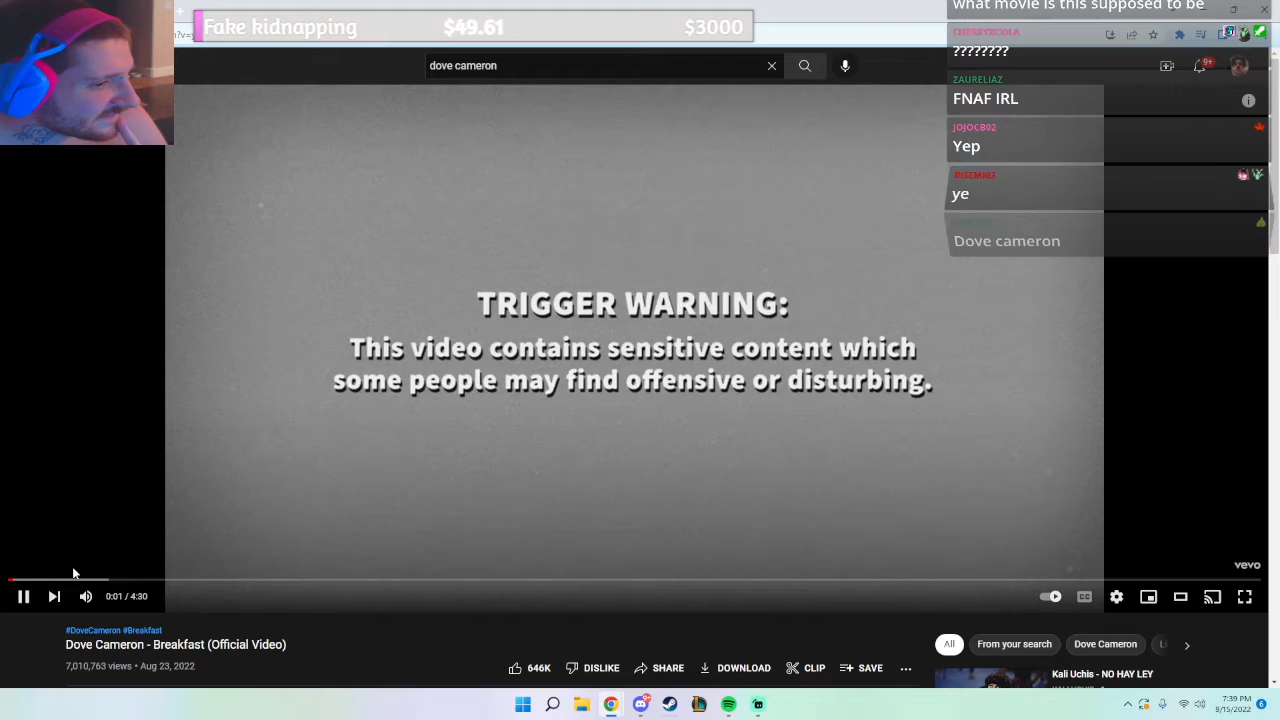 what movie is this supposed to be
Fake kidnapping $49.61 $3000
CHERRYXCOLA
????????
dove cameron
9+
ZAURELIAZ
FNAF IRL
JOJOCB02
Yep
ye
Dove cameron
TRIGGER WARNING:
This video contains sensitive content which
some people may find offensive or disturbing.
vevo
0:01 / 4:30
CC
#DoveCameron #Breakfast
Dove Cameron - Breakfast (Official Video)
7,010,763 views • Aug 23, 2022
646K DISLIKE SHARE DOWNLOAD CLIP SAVE
All From your search Dove Cameron
Kali Uchis - NO HAY LEY
7:39 PM
9/15/2022
6